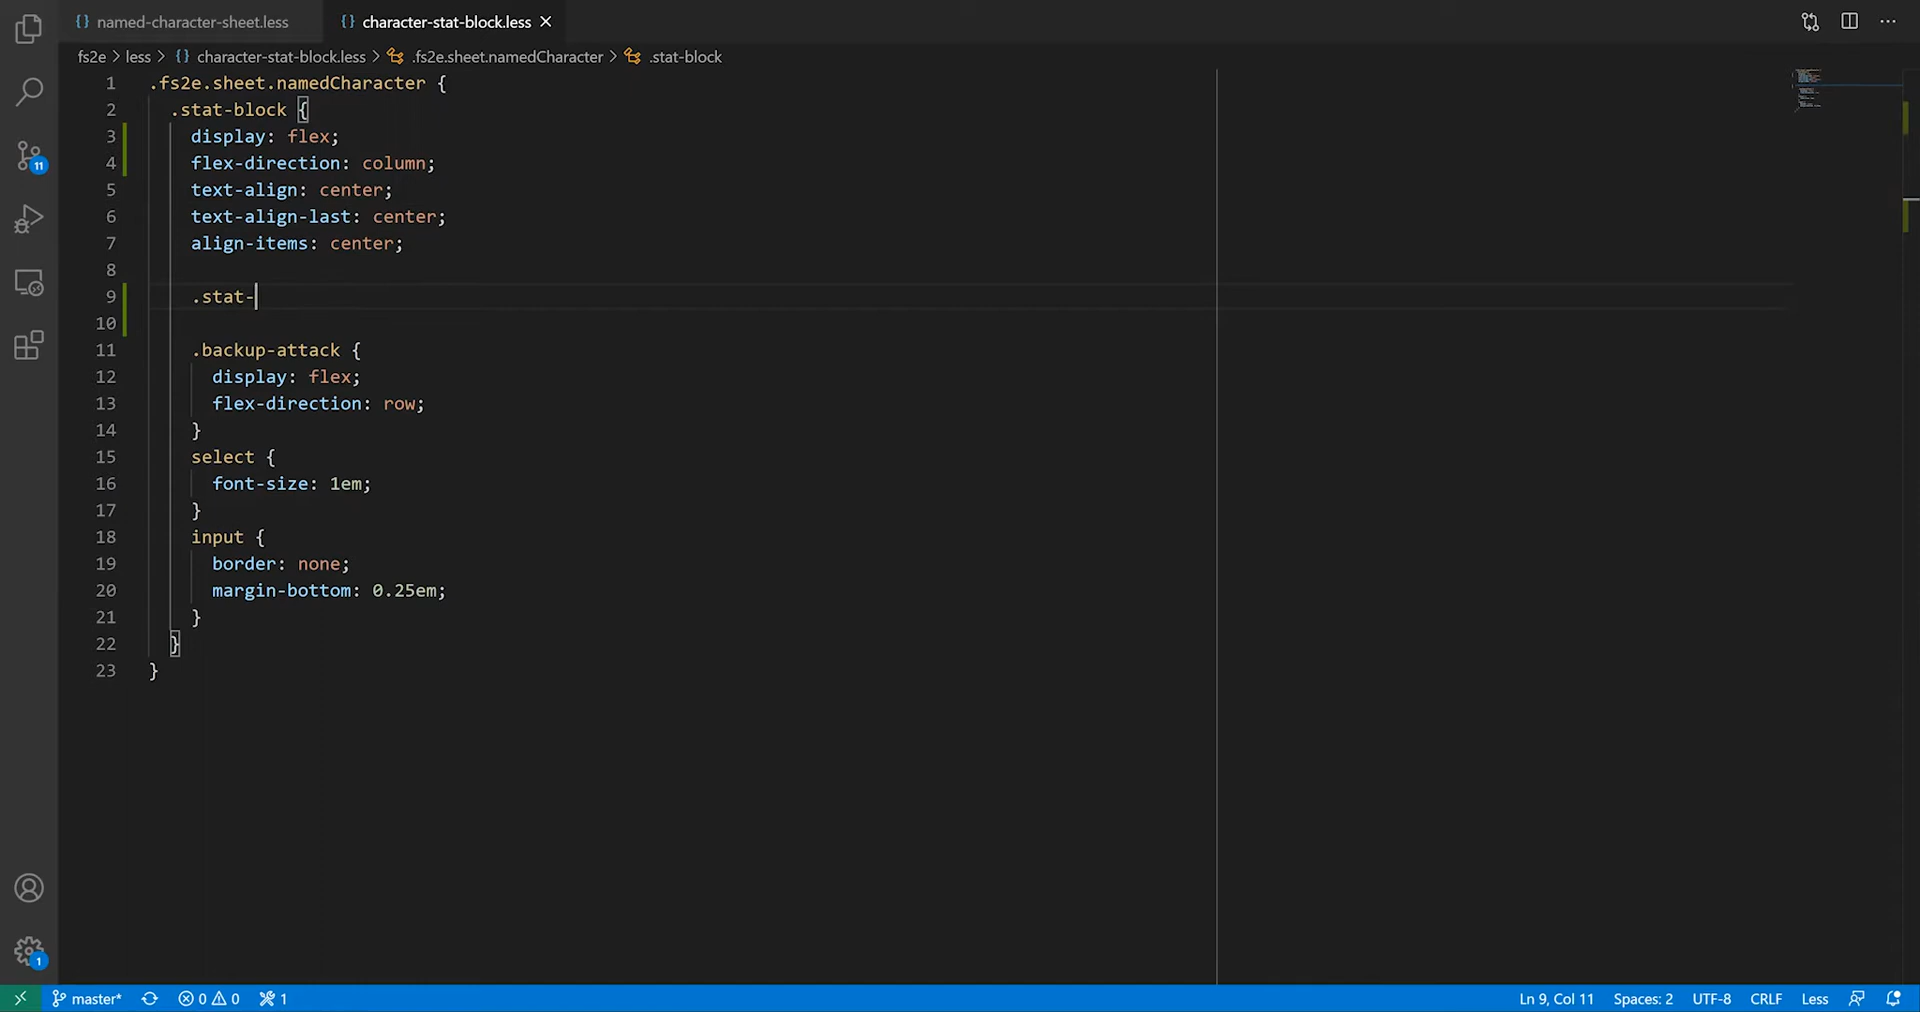 {} named-character-sheet.less
{} character-stat-block.less
fs2e > less > {} character-stat-block.less > .fs2e.sheet.namedCharacter > .stat-block
1 .fs2e.sheet.namedCharacter {
2 .stat-block {
3 display: flex;
4 flex-direction: column;
5 text-align: center;
6 text-align-last: center;
7 align-items: center;
8
9 .stat-
10
11 .backup-attack {
12 display: flex;
13 flex-direction: row;
14 }
15 select {
16 font-size: 1em;
17 }
18 input {
19 border: none;
20 margin-bottom: 0.25em;
21 }
22 }
23 }
11
1
master* 0 0 1 Ln 9, Col 11 Spaces: 2 UTF-8 CRLF Less